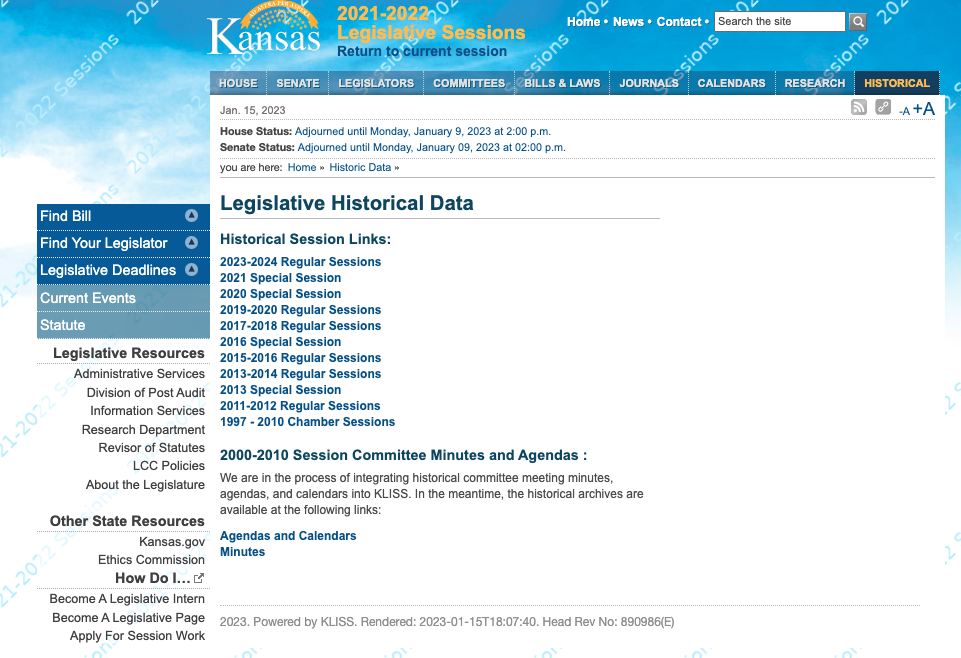 Kansas
2021-2022
Legislative Sessions
Return to current session
Home • News • Contact •
Search the site
HOUSE SENATE LEGISLATORS COMMITTEES BILLS & LAWS JOURNALS CALENDARS RESEARCH HISTORICAL
Jan. 15, 2023
-A +A
House Status: Adjourned until Monday, January 9, 2023 at 2:00 p.m.
Senate Status: Adjourned until Monday, January 09, 2023 at 02:00 p.m.
you are here: Home » Historic Data »
Find Bill
Find Your Legislator
Legislative Deadlines
Current Events
Statute
Legislative Resources
Administrative Services
Division of Post Audit
Information Services
Research Department
Revisor of Statutes
LCC Policies
About the Legislature
Other State Resources
Kansas.gov
Ethics Commission
How Do I…
Become A Legislative Intern
Become A Legislative Page
Apply For Session Work
Legislative Historical Data
Historical Session Links:
2023-2024 Regular Sessions
2021 Special Session
2020 Special Session
2019-2020 Regular Sessions
2017-2018 Regular Sessions
2016 Special Session
2015-2016 Regular Sessions
2013-2014 Regular Sessions
2013 Special Session
2011-2012 Regular Sessions
1997 - 2010 Chamber Sessions
2000-2010 Session Committee Minutes and Agendas :
We are in the process of integrating historical committee meeting minutes,
agendas, and calendars into KLISS. In the meantime, the historical archives are
available at the following links:
Agendas and Calendars
Minutes
2023. Powered by KLISS. Rendered: 2023-01-15T18:07:40. Head Rev No: 890986(E)